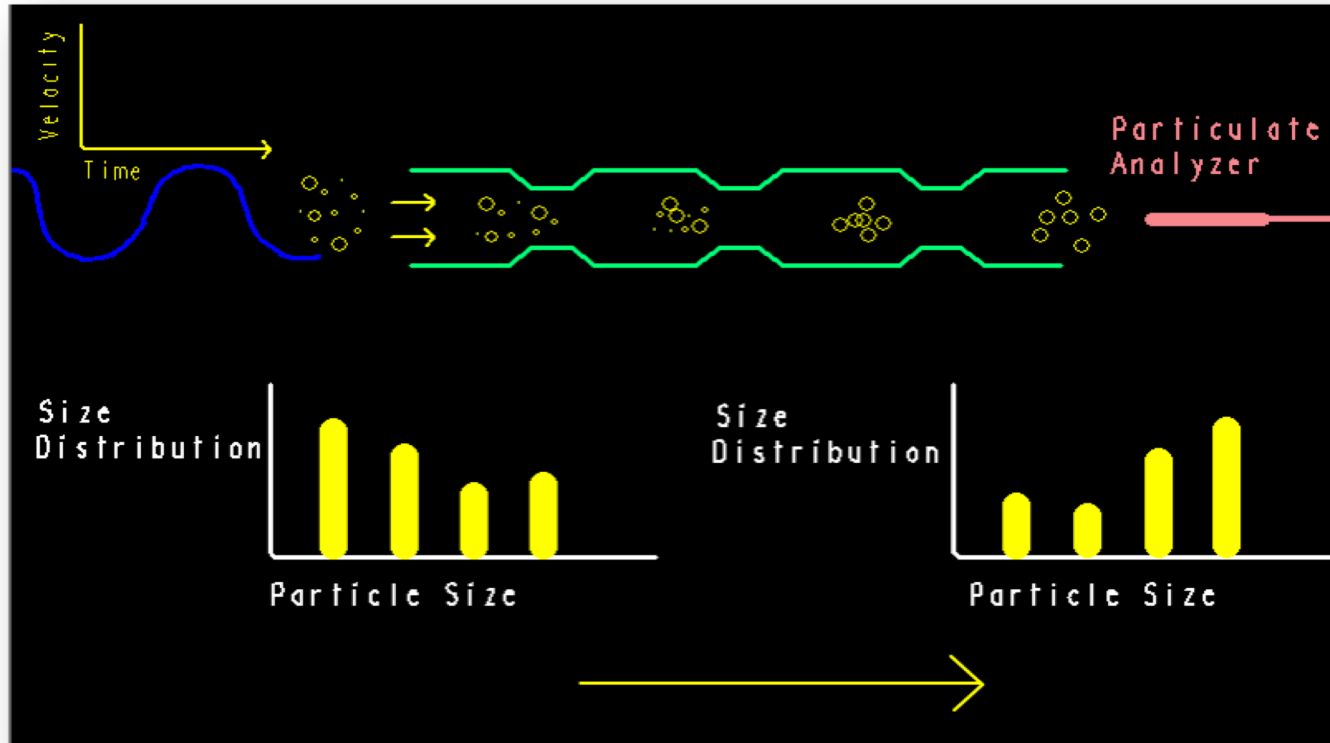 Velocity
Time
Particulate
Analyzer
Size
Distribution
Particle Size
Size
Distribution
Particle Size